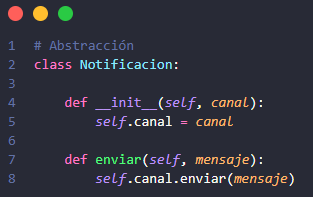 1 # Abstracción
2 class Notificacion:
3
4     def __init__(self, canal):
5         self.canal = canal
6
7     def enviar(self, mensaje):
8         self.canal.enviar(mensaje)